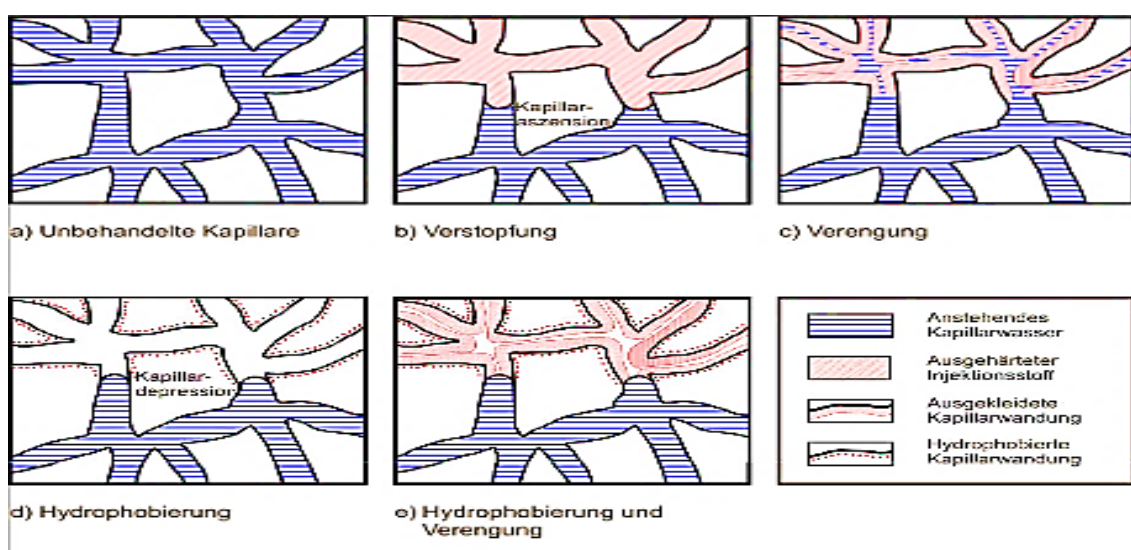 Kapillar-
aszension
a) Unbehandelte Kapillare
b) Verstopfung
c) Verengung
Kapillar-
depression
Anstehendes
Kapillarwasser
Ausgehärteter
Injektionsstoff
Ausgekleidete
Kapillarwandung
Hydrophobierte
Kapillarwandung
d) Hydrophobierung
e) Hydrophobierung und
Verengung